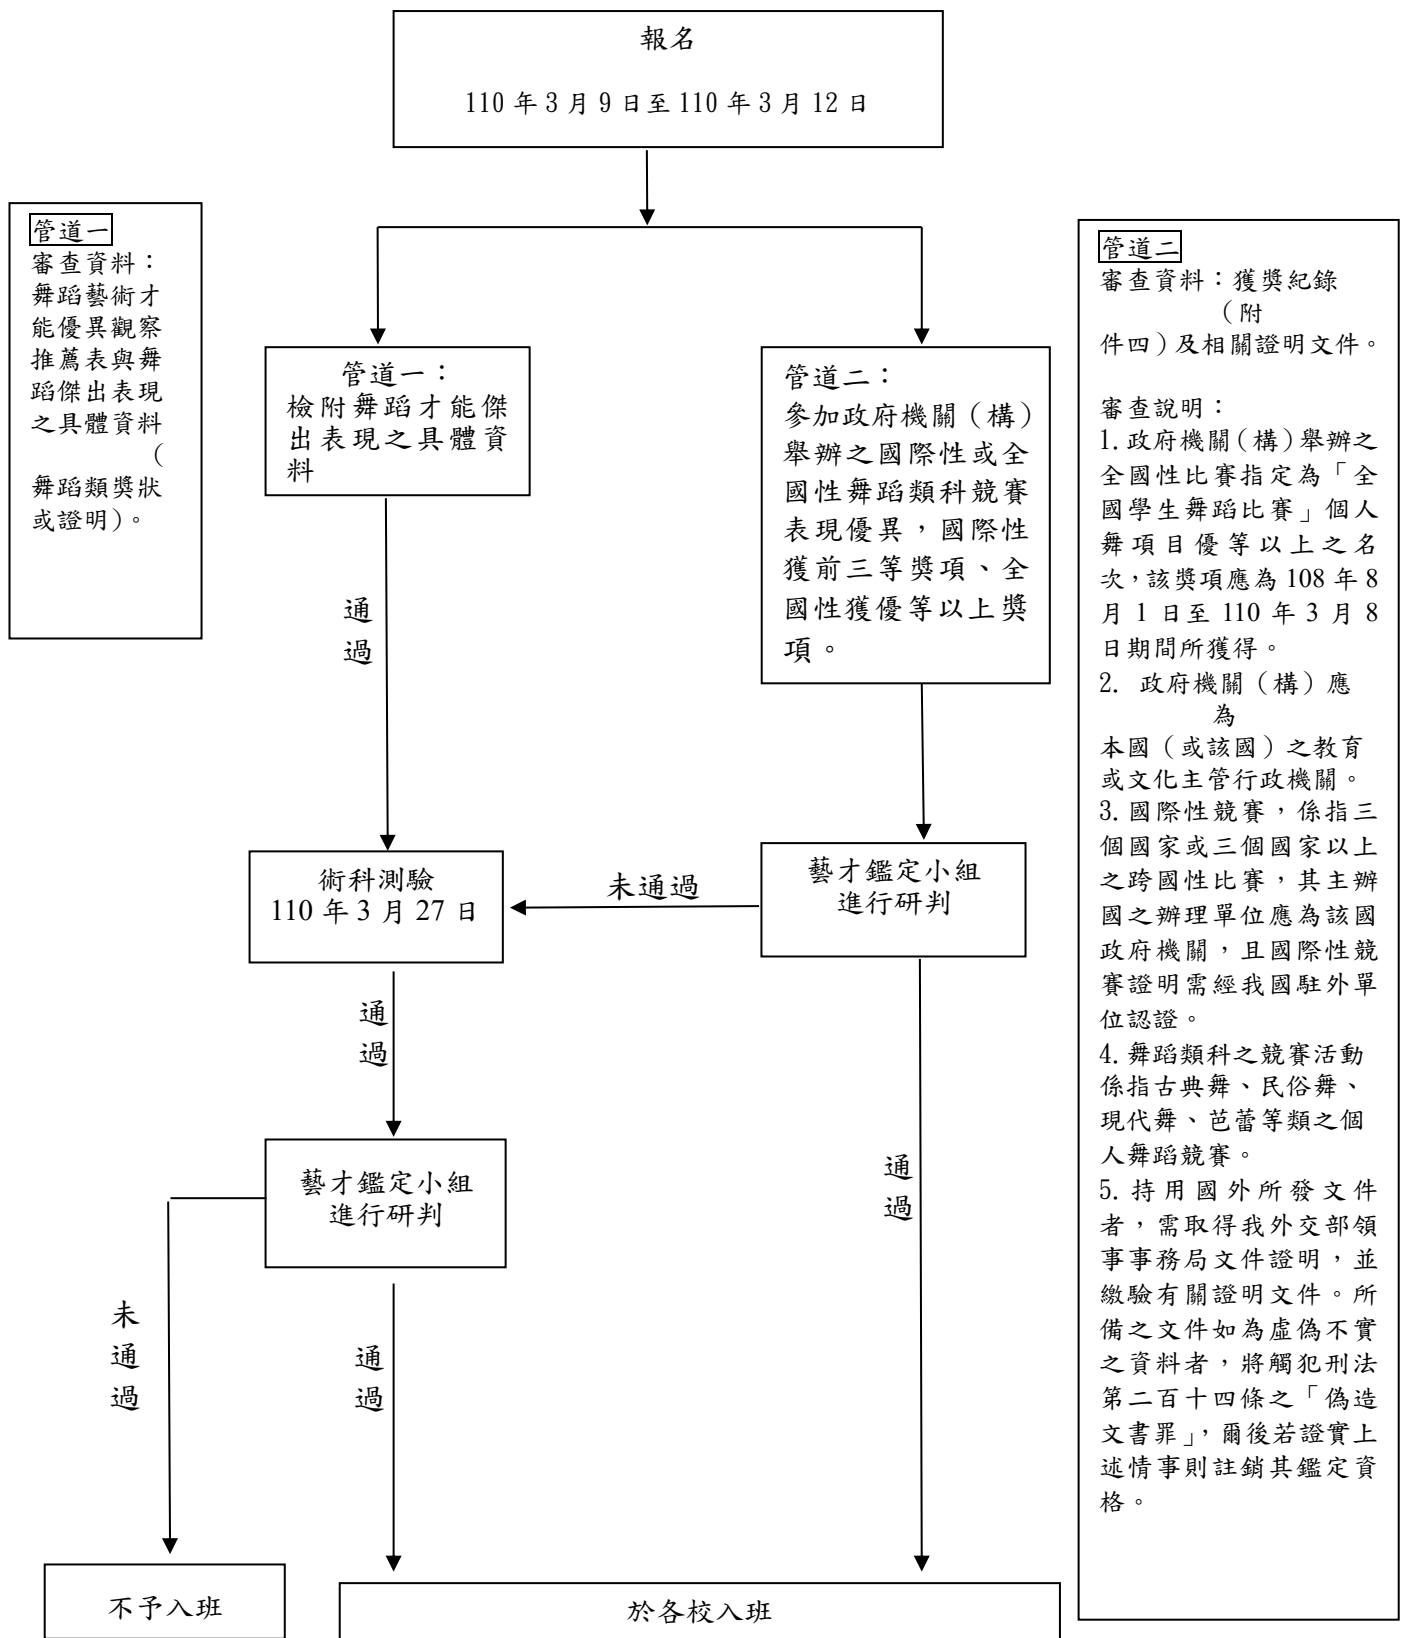 報名
110 年 3 月 9 日至 110 年 3 月 12 日
管道一
審查資料：
舞蹈藝術才
能優異觀察
推薦表與舞
蹈傑出表現
之具體資料
（
舞蹈類獎狀
或證明）。
管道一：
檢附舞蹈才能傑
出表現之具體資
料
管道二：
參加政府機關（構）
舉辦之國際性或全
國性舞蹈類科競賽
表現優異，國際性
獲前三等獎項、全
國性獲優等以上獎
項。
管道二
審查資料：獲獎紀錄
（附
件四）及相關證明文件。
審查說明：
1.政府機關（構）舉辦之
全國性比賽指定為「全
國學生舞蹈比賽」個人
舞項目優等以上之名
次，該獎項應為 108 年 8
月 1 日至 110 年 3 月 8
日期間所獲得。
2. 政府機關（構）應
為
本國（或該國）之教育
或文化主管行政機關。
3.國際性競賽，係指三
個國家或三個國家以上
之跨國性比賽，其主辦
國之辦理單位應為該國
政府機關，且國際性競
賽證明需經我國駐外單
位認證。
4.舞蹈類科之競賽活動
係指古典舞、民俗舞、
現代舞、芭蕾等類之個
人舞蹈競賽。
5.持用國外所發文件
者，需取得我外交部領
事事務局文件證明，並
繳驗有關證明文件。所
備之文件如為虛偽不實
之資料者，將觸犯刑法
第二百十四條之「偽造
文書罪」，爾後若證實上
述情事則註銷其鑑定資
格。
通過
術科測驗
110 年 3 月 27 日
未通過
藝才鑑定小組
進行研判
通過
藝才鑑定小組
進行研判
通過
未通過
通過
不予入班
於各校入班